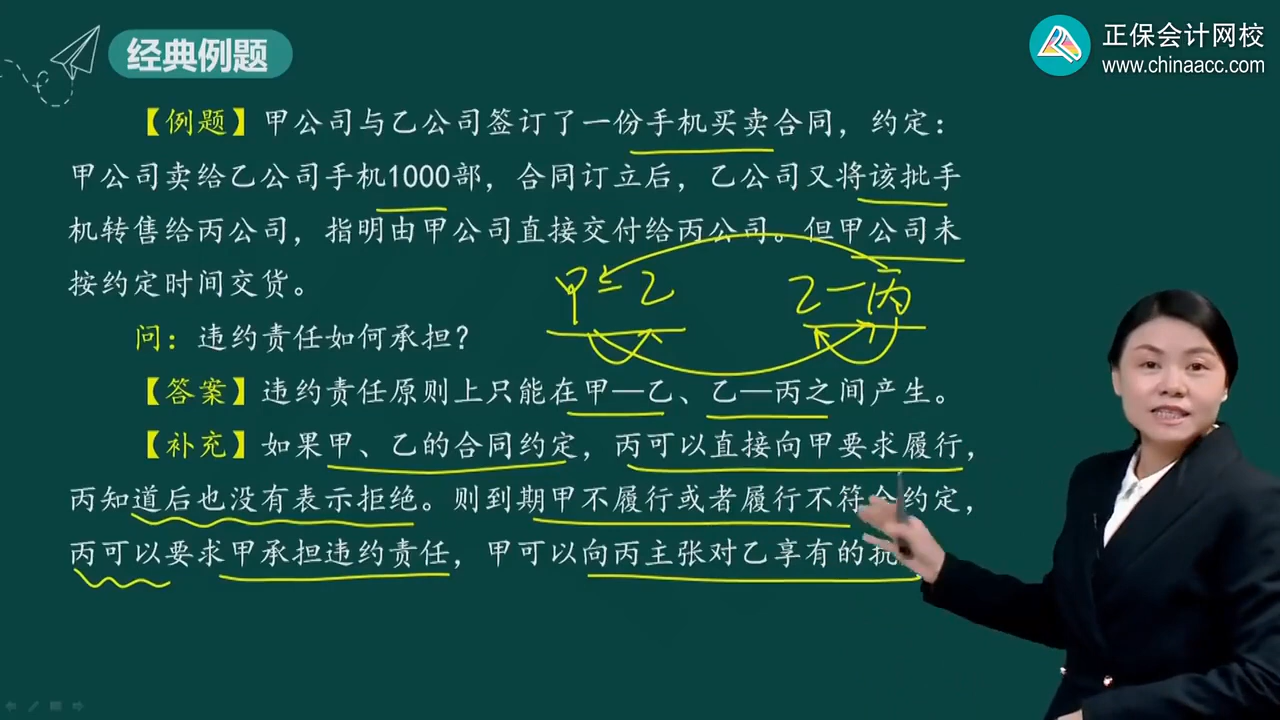 经典例题
正保会计网校
www.chinaacc.com
【例题】甲公司与乙公司签订了一份手机买卖合同，约定：
甲公司卖给乙公司手机1000部，合同订立后，乙公司又将该批手
机转售给丙公司，指明由甲公司直接交付给丙公司。但甲公司未
按约定时间交货。
甲=乙 乙一丙
问：违约责任如何承担？
【答案】违约责任原则上只能在甲—乙、乙—丙之间产生。
【补充】如果甲、乙的合同约定，丙可以直接向甲要求履行，
丙知道后也没有表示拒绝。则到期甲不履行或者履行不符合约定，
丙可以要求甲承担违约责任，甲可以向丙主张对乙享有的抗